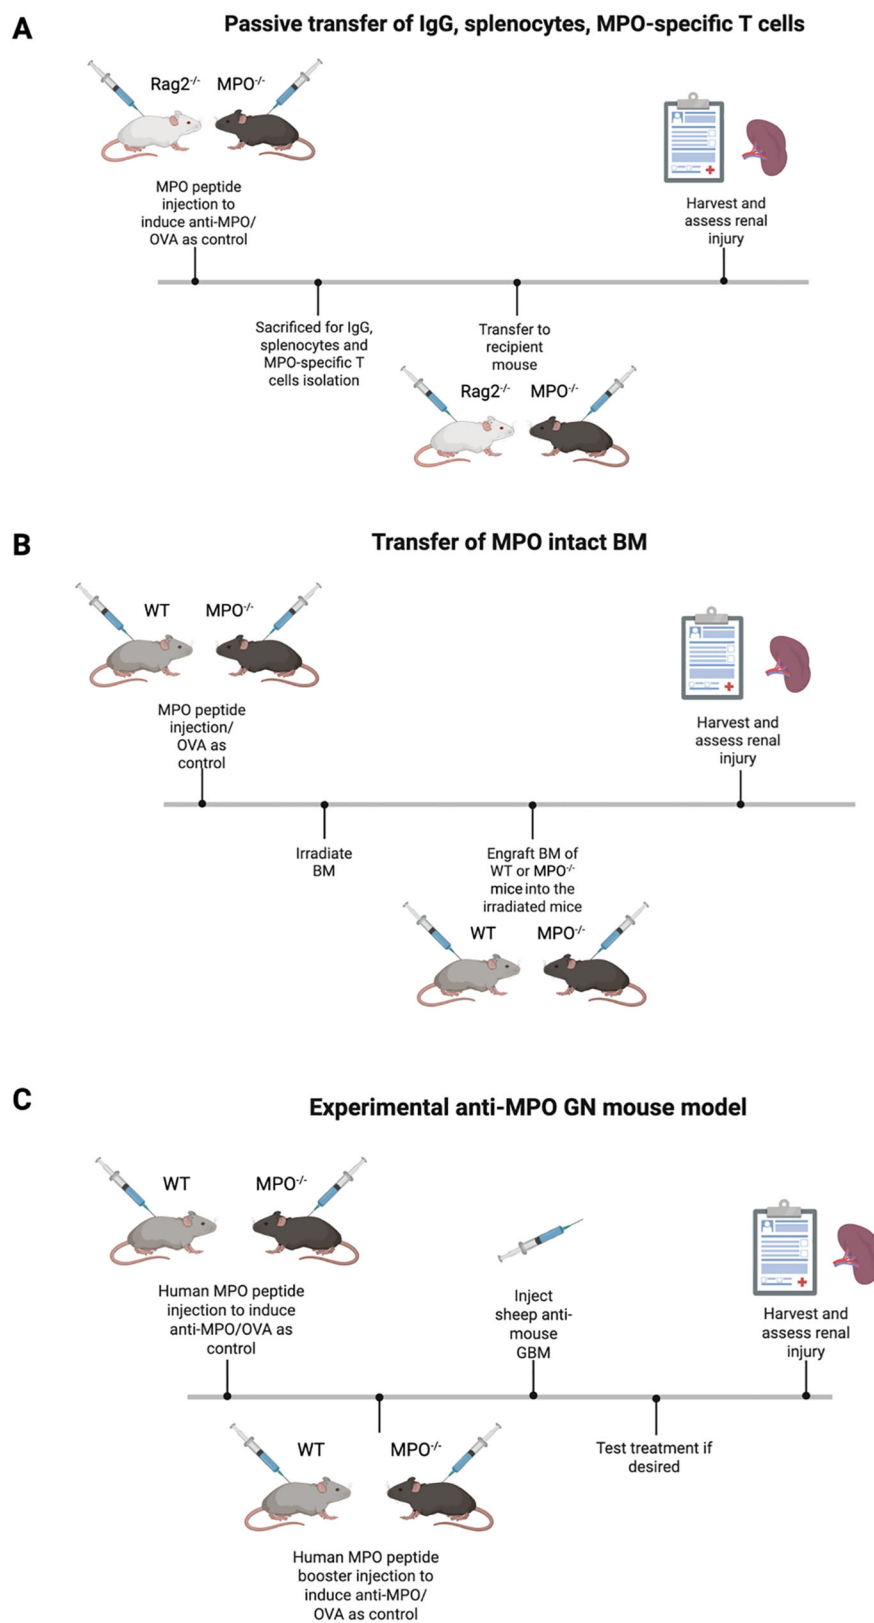 A
Passive transfer of IgG, splenocytes, MPO-specific T cells
Rag2-/-
MPO-/-
MPO peptide
injection to
induce anti-MPO/
OVA as control
Harvest and
assess renal
injury
Sacrificed for IgG,
splenocytes and
MPO-specific T
cells isolation
Transfer to
recipient
mouse
Rag2-/-
MPO-/-
B
Transfer of MPO intact BM
WT
MPO-/-
MPO peptide
injection/
OVA as
control
Harvest and
assess renal
injury
Irradiate
BM
Engraft BM of
WT or MPO-/-
mice into the
irradiated mice
WT
MPO-/-
C
Experimental anti-MPO GN mouse model
WT
MPO-/-
Human MPO peptide
injection to induce
anti-MPO/OVA as
control
Inject
sheep anti-
mouse
GBM
Harvest and
assess renal
injury
WT
MPO-/-
Test treatment if
desired
Human MPO peptide
booster injection to
induce anti-MPO/
OVA as control